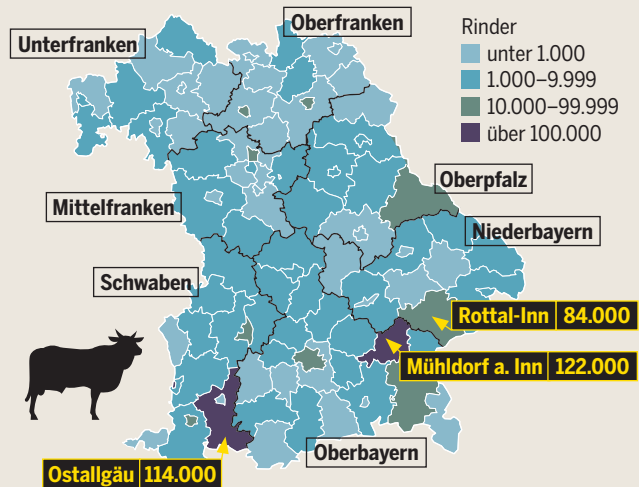 Oberfranken
Unterfranken
Rinder
unter 1.000
1.000–9.999
10.000–99.999
über 100.000
Oberpfalz
Mittelfranken
Niederbayern
Schwaben
Rottal-Inn 84.000
Mühldorf a. Inn 122.000
Oberbayern
Ostallgäu 114.000